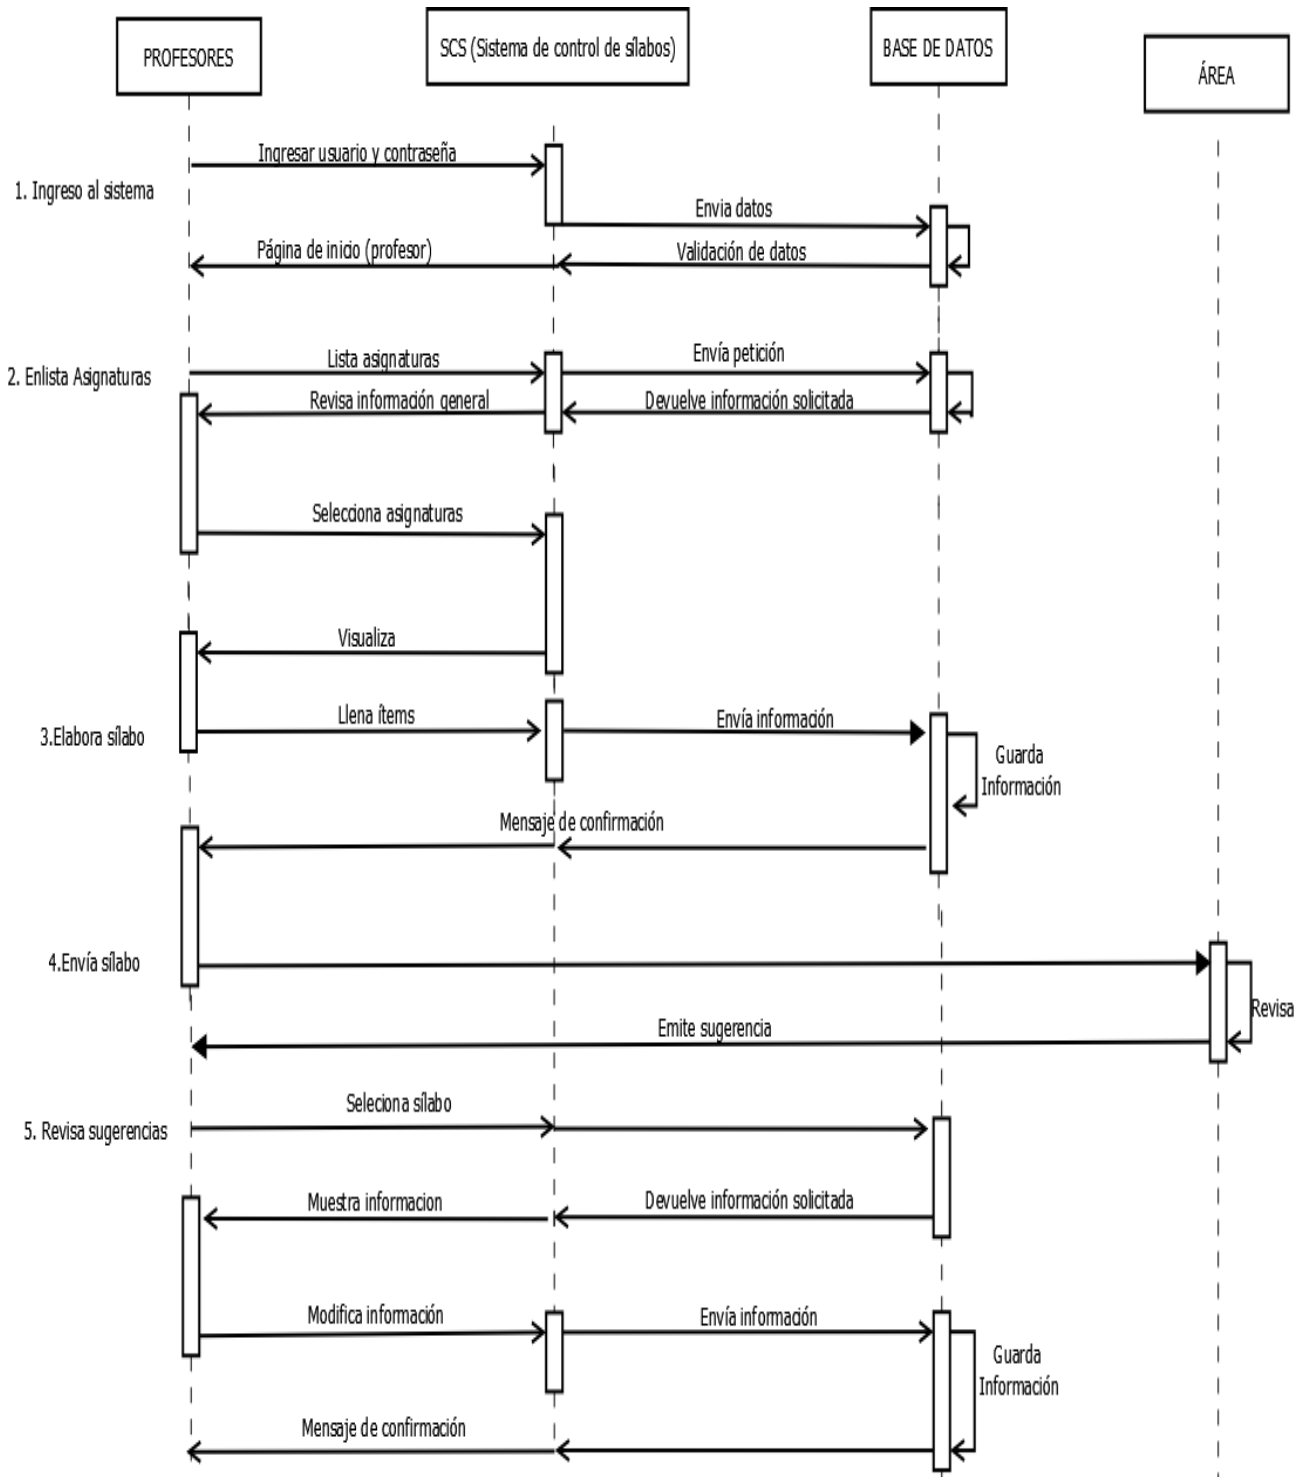 PROFESORES
SCS (Sistema de control de sílabos)
BASE DE DATOS
ÁREA
Ingresar usuario y contraseña
1. Ingreso al sistema
Envia datos
Página de inicio (profesor)
Validación de datos
Lista asignaturas
Envía petición
2. Enlista Asignaturas
Revisa información general
Devuelve información solicitada
Selecciona asignaturas
Visualiza
Llena ítems
Envía información
3.Elabora sílabo
Guarda
Información
Mensaje de confirmación
4.Envía sílabo
Revisa
Emite sugerencia
Seleciona sílabo
5. Revisa sugerencias
Muestra informacion
Devuelve información solicitada
Modifica información
Envía información
Guarda
Información
Mensaje de confirmación